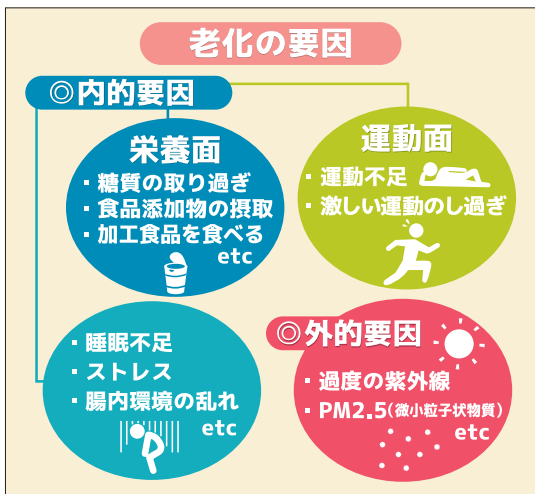 老化の要因
◎内的要因
栄養面
・糖質の取り過ぎ
・食品添加物の摂取
・加工食品を食べる
etc
運動面
・運動不足
・激しい運動のし過ぎ
・睡眠不足
・ストレス
・腸内環境の乱れ
etc
◎外的要因
・過度の紫外線
・PM2.5(微小粒子状物質)
etc